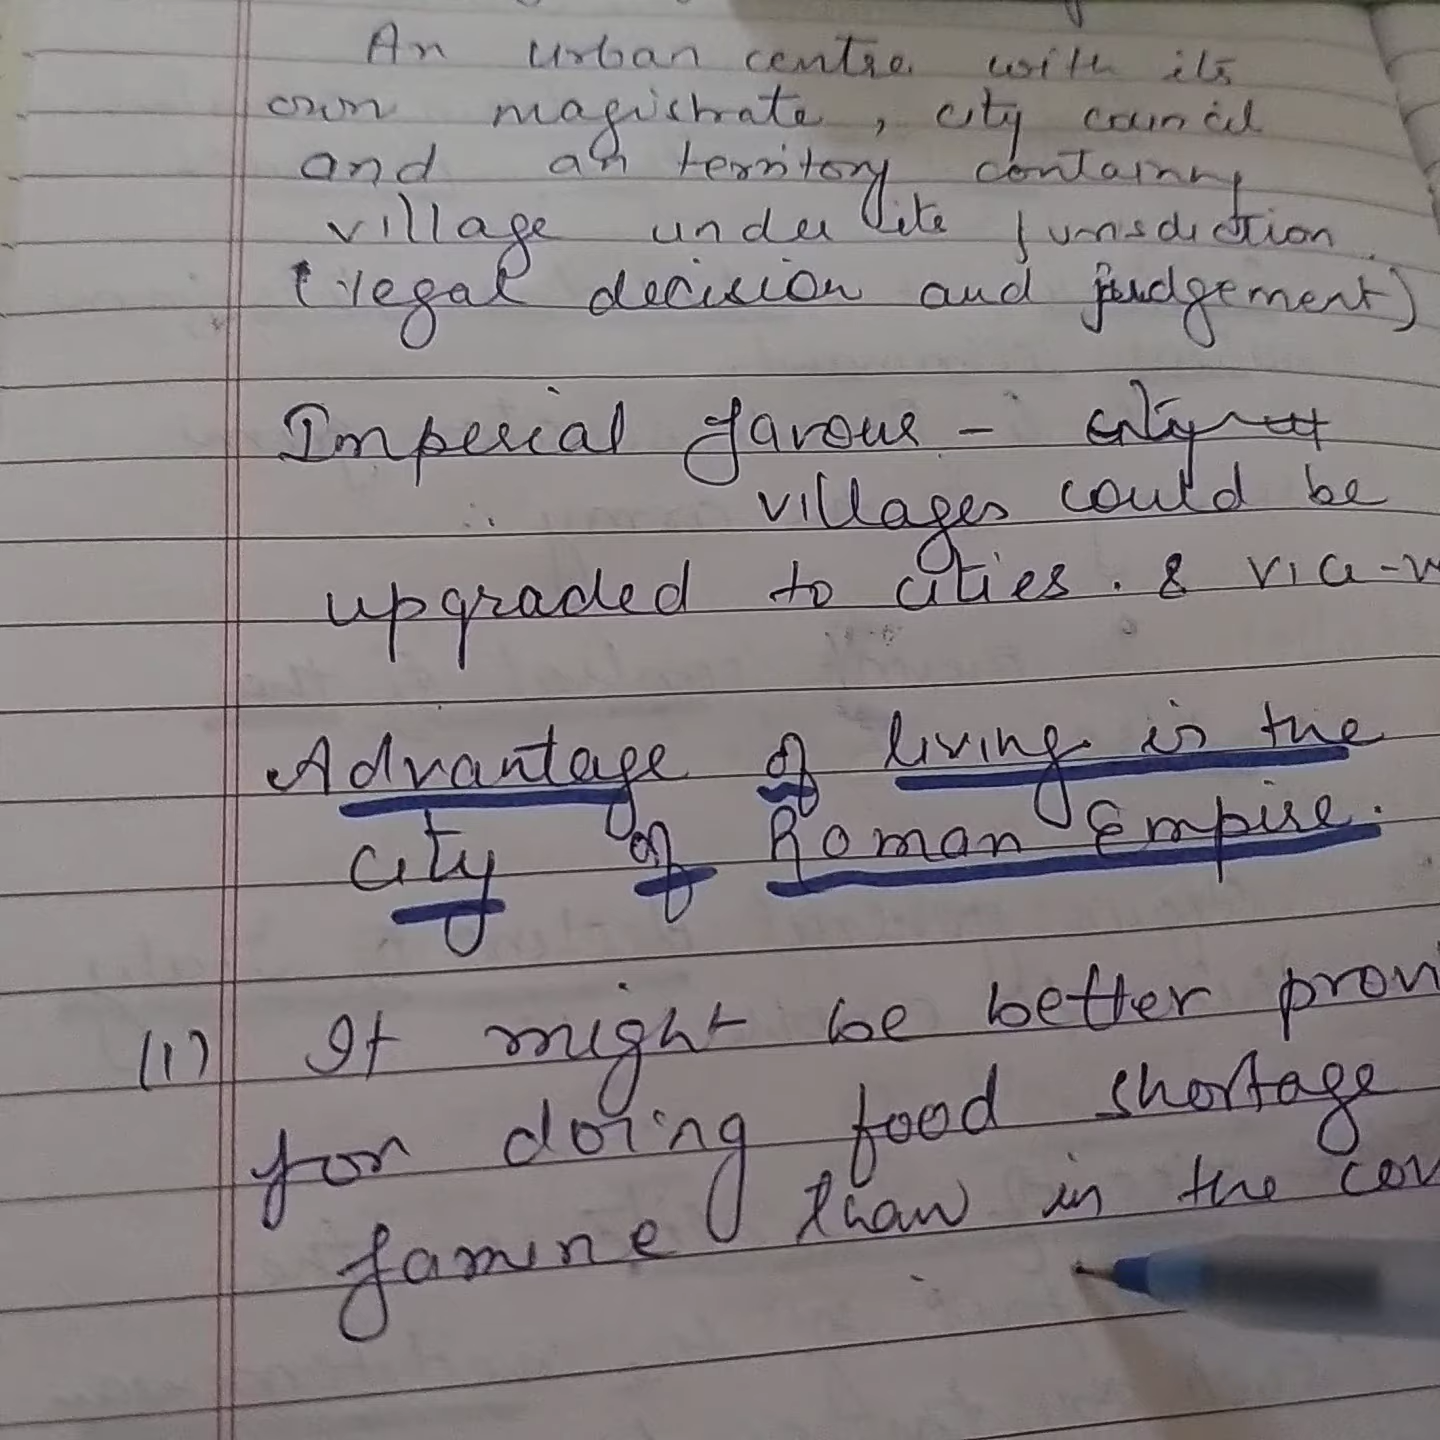 An urban centre with its
own magistrate, city council
and an territory containing
village under its jurisdiction
(legal decision and judgement)
Imperial favour -
villages could be
upgraded to cities. &
Advantage of living in the
city of Roman Empire.
(1) It might be better
for doing food shortage
famine than in the